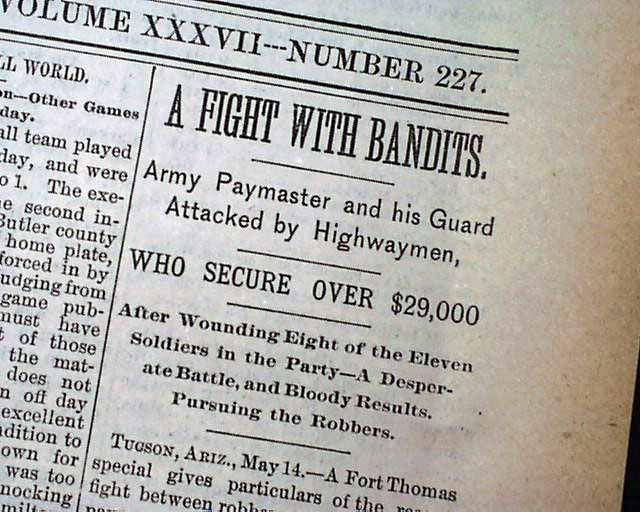 VOLUME XXXVII---NUMBER 227.
WORLD.
Other Games
day.
all team played
day, and were
o 1. The exe-
second in-
Butler county
home plate,
forced in by
udging from
game pub-
must have
t of those
the mat-
does not
n off day
excellent
ndition to
own for
was too
nocking
A FIGHT WITH BANDITS.
Army Paymaster and his Guard
Attacked by Highwaymen,
WHO SECURE OVER $29,000
After Wounding Eight of the Eleven
Soldiers in the Party—A Desper-
ate Battle, and Bloody Results.
Pursuing the Robbers.
TUCSON, ARIZ., May 14.—A Fort Thomas
special gives particulars of the
fight between